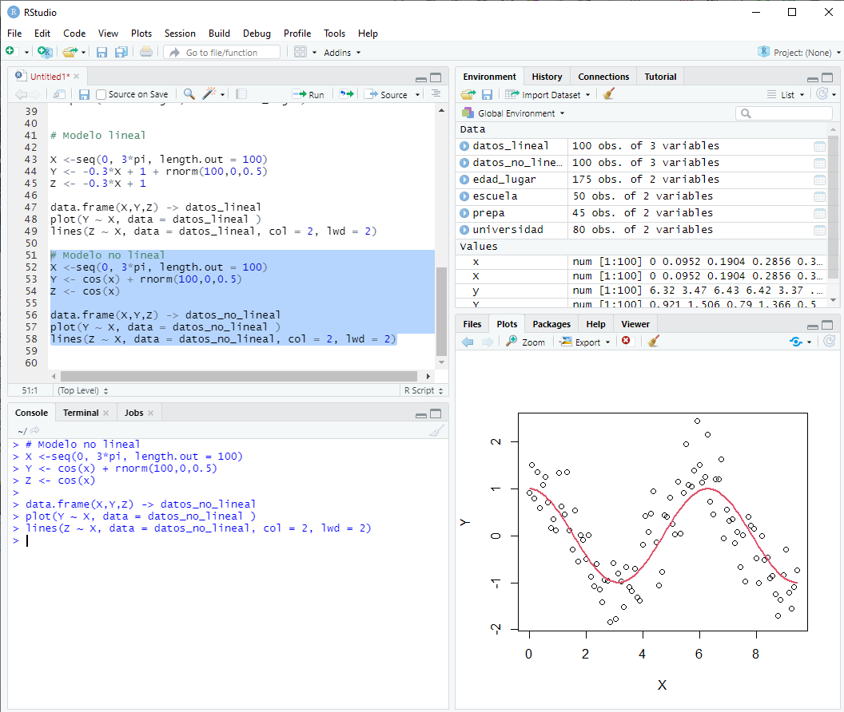 RStudio
File Edit Code View Plots Session Build Debug Profile Tools Help
Go to file/function Addins Project: (None)
Untitled1*
Source on Save Run Source
39
40
41 # Modelo lineal
42
43 X <-seq(0, 3*pi, length.out = 100)
44 Y <- -0.3*X + 1 + rnorm(100,0,0.5)
45 Z <- -0.3*X + 1
46
47 data.frame(X,Y,Z) -> datos_lineal
48 plot(Y ~ X, data = datos_lineal )
49 lines(Z ~ X, data = datos_lineal, col = 2, lwd = 2)
50
51 # Modelo no lineal
52 X <-seq(0, 3*pi, length.out = 100)
53 Y <- cos(x) + rnorm(100,0,0.5)
54 Z <- cos(x)
55
56 data.frame(X,Y,Z) -> datos_no_lineal
57 plot(Y ~ X, data = datos_no_lineal )
58 lines(Z ~ X, data = datos_no_lineal, col = 2, lwd = 2)
59
60
51:1 (Top Level) R Script
Console Terminal Jobs
~/
> # Modelo no lineal
> X <-seq(0, 3*pi, length.out = 100)
> Y <- cos(x) + rnorm(100,0,0.5)
> Z <- cos(x)
>
> data.frame(X,Y,Z) -> datos_no_lineal
> plot(Y ~ X, data = datos_no_lineal )
> lines(Z ~ X, data = datos_no_lineal, col = 2, lwd = 2)
>
Environment History Connections Tutorial
Import Dataset List
Global Environment
Data
datos_lineal 100 obs. of 3 variables
datos_no_line… 100 obs. of 3 variables
edad_lugar 175 obs. of 2 variables
escuela 50 obs. of 2 variables
prepa 45 obs. of 2 variables
universidad 80 obs. of 2 variables
Values
x num [1:100] 0 0.0952 0.1904 0.2856 0.3…
X num [1:100] 0 0.0952 0.1904 0.2856 0.3…
y num [1:100] 6.32 3.47 6.43 6.42 3.37 …
Y num [1:100] 0.921 1.506 0.79 1.366 0.5
Files Plots Packages Help Viewer
Zoom Export
2
1
0
-1
-2
Y
0 2 4 6 8
X